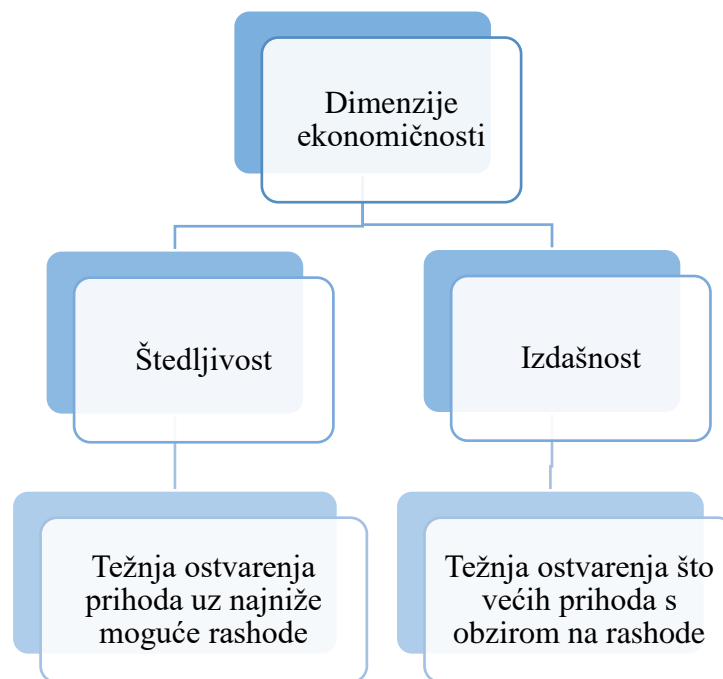 Dimenzije
ekonomičnosti
Štedljivost
Izdašnost
Težnja ostvarenja
prihoda uz najniže
moguće rashode
Težnja ostvarenja što
većih prihoda s
obzirom na rashode